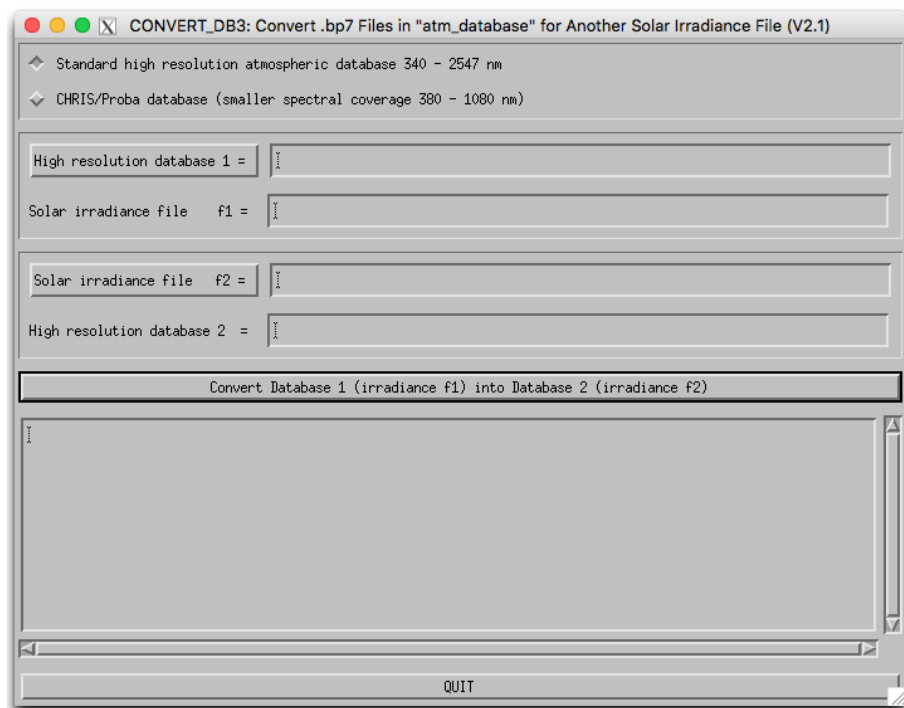 CONVERT_DB3: Convert .bp7 Files in "atm_database" for Another Solar Irradiance File (V2.1)
Standard high resolution atmospheric database 340 - 2547 nm
CHRIS/Proba database (smaller spectral coverage 380 - 1080 nm)
High resolution database 1 =
Solar irradiance file f1 =
Solar irradiance file f2 =
High resolution database 2 =
Convert Database 1 (irradiance f1) into Database 2 (irradiance f2)
QUIT